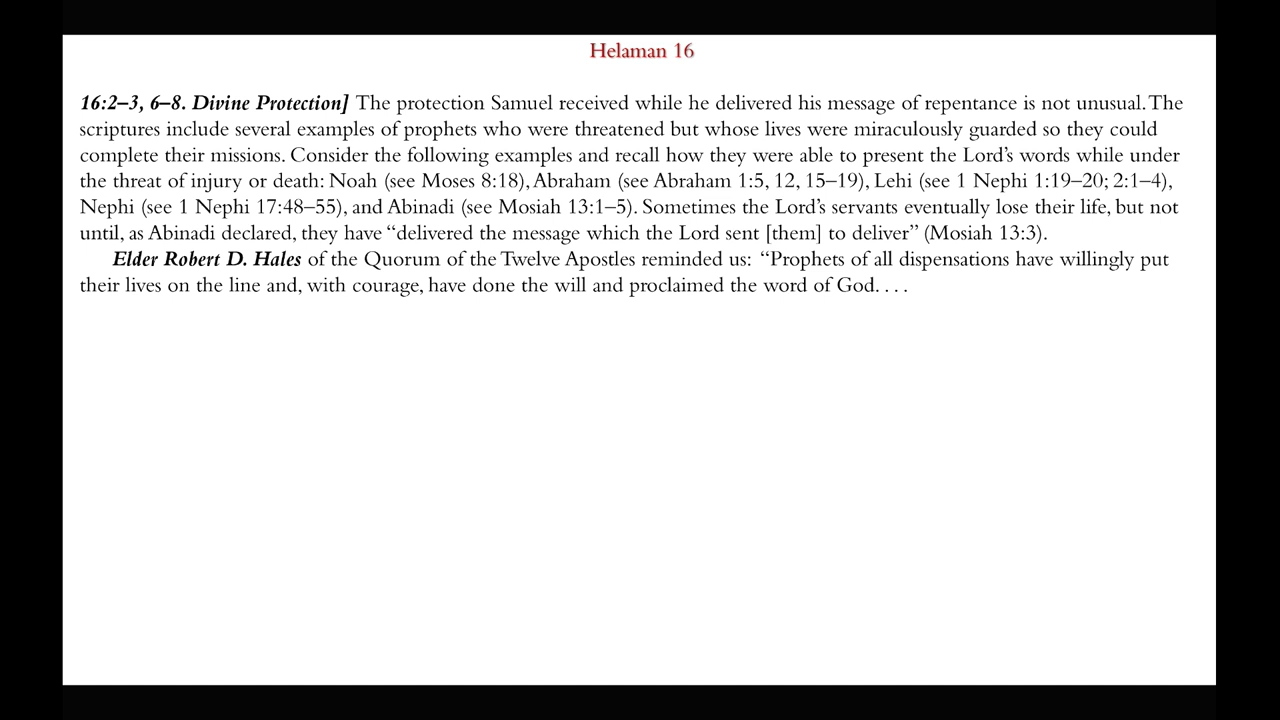 Helaman 16
16:2–3, 6–8. Divine Protection] The protection Samuel received while he delivered his message of repentance is not unusual. The
scriptures include several examples of prophets who were threatened but whose lives were miraculously guarded so they could
complete their missions. Consider the following examples and recall how they were able to present the Lord’s words while under
the threat of injury or death: Noah (see Moses 8:18), Abraham (see Abraham 1:5, 12, 15–19), Lehi (see 1 Nephi 1:19–20; 2:1–4),
Nephi (see 1 Nephi 17:48–55), and Abinadi (see Mosiah 13:1–5). Sometimes the Lord’s servants eventually lose their life, but not
until, as Abinadi declared, they have “delivered the message which the Lord sent [them] to deliver” (Mosiah 13:3).
Elder Robert D. Hales of the Quorum of the Twelve Apostles reminded us: “Prophets of all dispensations have willingly put
their lives on the line and, with courage, have done the will and proclaimed the word of God. . . .